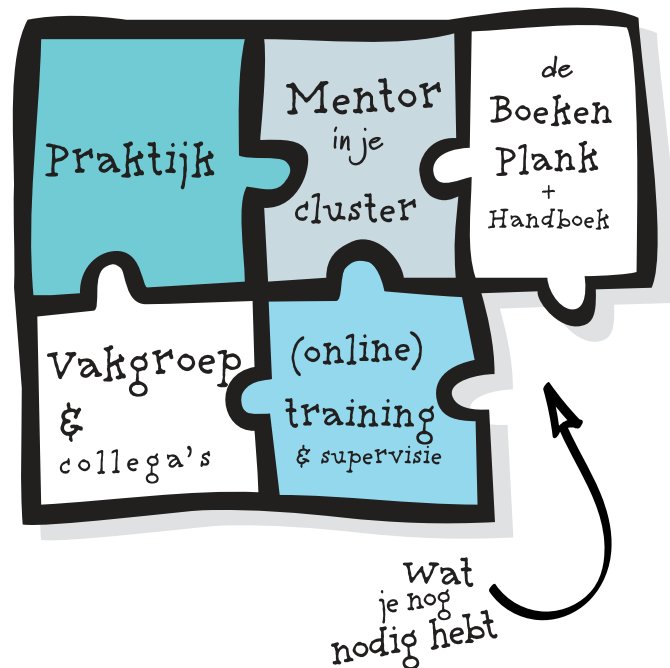 Praktijk
Mentor
in je
cluster
de
Boeken
Plank
+
Handboek
Vakgroep
&
collega's
(online)
training
& supervisie
Wat
je nog
nodig hebt